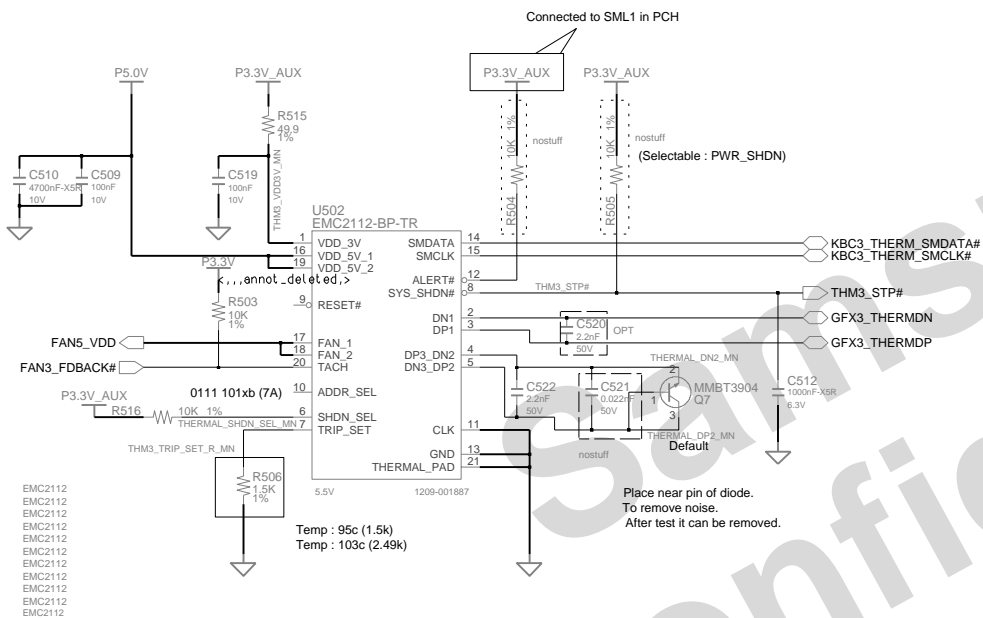 Connected to SML1 in PCH
P5.0V
P3.3V_AUX
P3.3V_AUX
P3.3V_AUX
R515
49.9
1%
10K 1%
nostuff
10K 1%
nostuff
(Selectable : PWR_SHDN)
C510
4700nF-X5R
10V
C509
100nF
10V
C519
100nF
10V
THM3_VDD3V_MN
R504
R505
U502
EMC2112-BP-TR
1 VDD_3V
16 VDD_5V_1
19 VDD_5V_2
SMDATA 14
SMCLK 15
KBC3_THERM_SMDATA#
KBC3_THERM_SMCLK#
P3.3V
<,,,annot_deleted,>
ALERT# 12
SYS_SHDN# 8
THM3_STP#
THM3_STP#
R503
10K
1%
9 RESET#
DN1 2
DP1 3
C520
2.2nF
50V
OPT
GFX3_THERMDN
GFX3_THERMDP
FAN5_VDD
FAN3_FDBACK#
17 FAN_1
18 FAN_2
20 TACH
DP3_DN2 4
DN3_DP2 5
THERMAL_DN2_MN
0111 101xb (7A)
10 ADDR_SEL
C522
2.2nF
50V
C521
0.022nF
50V
nostuff
2
1
3
MMBT3904
Q7
THERMAL_DP2_MN
Default
C512
1000nF-X5R
6.3V
P3.3V_AUX
R516
10K 1%
THERMAL_SHDN_SEL_MN
6 SHDN_SEL
7 TRIP_SET
THM3_TRIP_SET_R_MN
CLK 11
GND 13
THERMAL_PAD 21
R506
1.5K
1%
5.5V
1209-001887
Temp : 95c (1.5k)
Temp : 103c (2.49k)
Place near pin of diode.
To remove noise.
After test it can be removed.
EMC2112
EMC2112
EMC2112
EMC2112
EMC2112
EMC2112
EMC2112
EMC2112
EMC2112
EMC2112
EMC2112